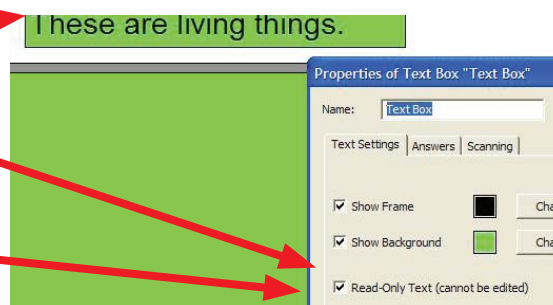 These are living things.
Properties of Text Box "Text Box"
Name: Text Box
Text Settings Answers Scanning
Show Frame
Show Background
Read-Only Text (cannot be edited)